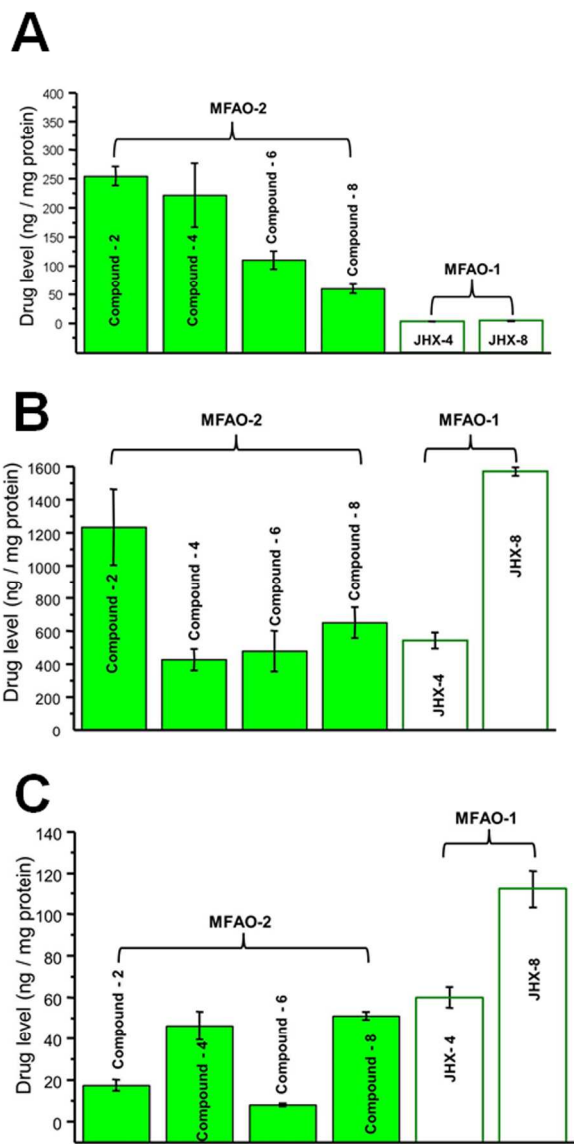 A
Drug level (ng / mg protein)
400
350
300
250
200
150
100
50
0
MFAO-2
MFAO-1
Compound - 2
Compound - 4
Compound - 6
Compound - 8
JHX-4
JHX-8
B
Drug level (ng / mg protein)
1600
1400
1200
1000
800
600
400
200
0
MFAO-2
MFAO-1
Compound - 2
Compound - 4
Compound - 6
Compound - 8
JHX-4
JHX-8
C
Drug level (ng / mg protein)
140
120
100
80
60
40
20
0
MFAO-1
MFAO-2
Compound - 2
Compound - 4
Compound - 6
Compound - 8
JHX- 4
JHX-8